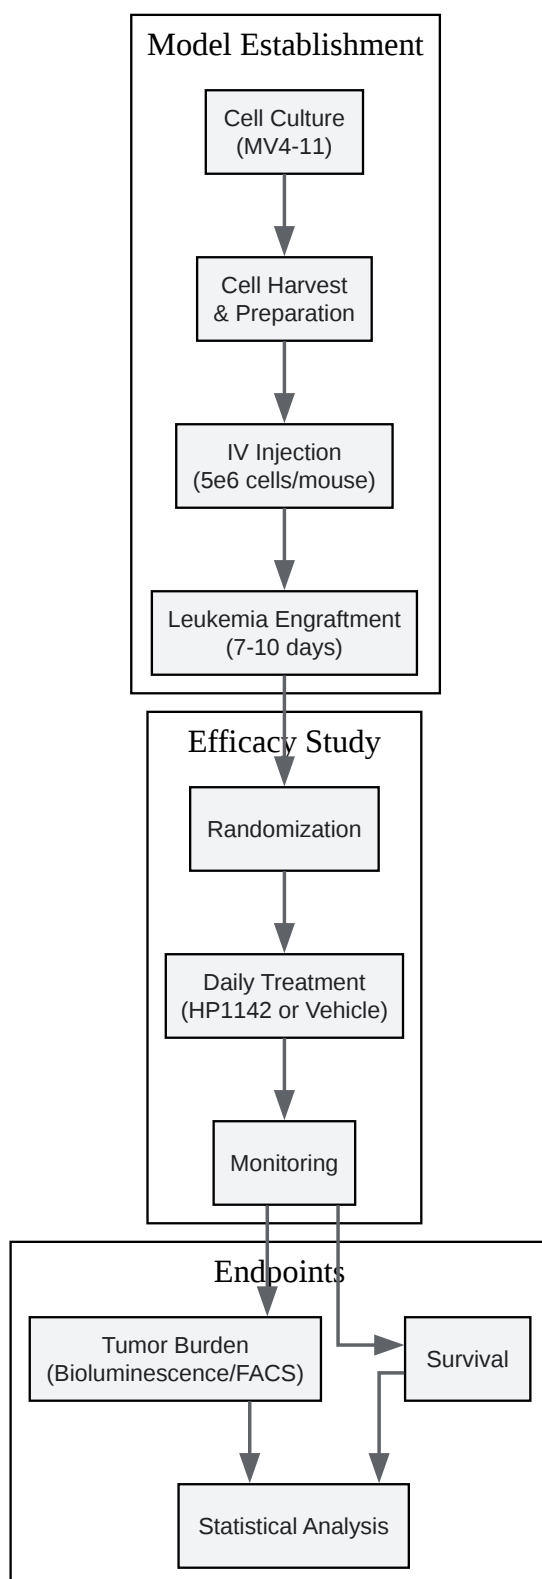 Model Establishment
Cell Culture
(MV4-11)
Cell Harvest
& Preparation
IV Injection
(5e6 cells/mouse)
Leukemia Engraftment
(7-10 days)
Efficacy Study
Randomization
Daily Treatment
(HP1142 or Vehicle)
Monitoring
Endpoints
Tumor Burden
(Bioluminescence/FACS)
Survival
Statistical Analysis